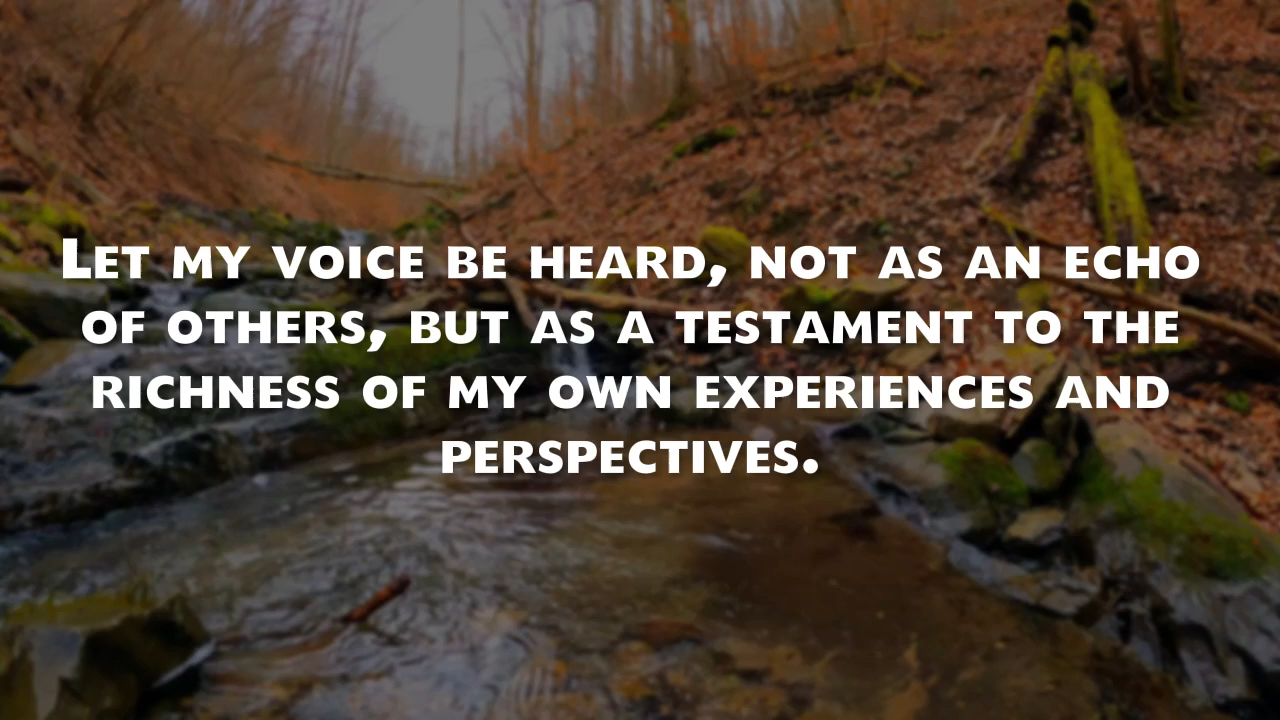 Let my voice be heard, not as an echo
of others, but as a testament to the
richness of my own experiences and
perspectives.